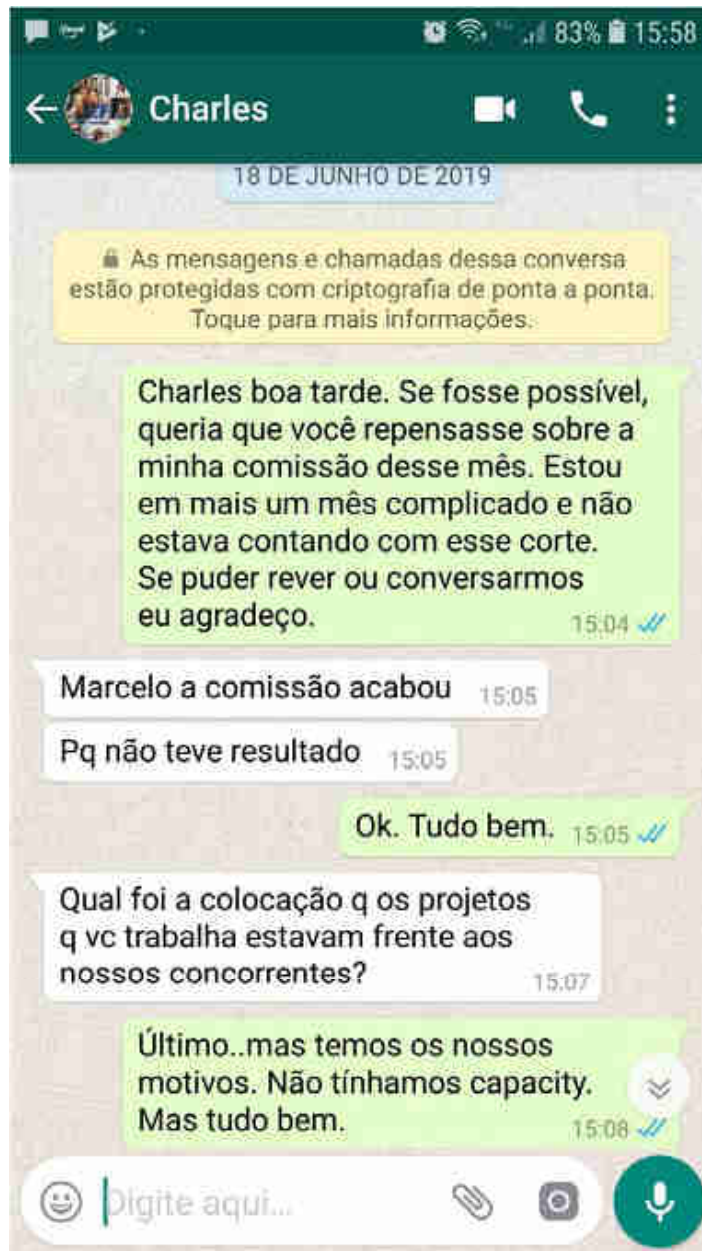 83% 15:58
Charles
18 DE JUNHO DE 2019
As mensagens e chamadas dessa conversa
estão protegidas com criptografia de ponta a ponta.
Toque para mais informações.
Charles boa tarde. Se fosse possível,
queria que você repensasse sobre a
minha comissão desse mês. Estou
em mais um mês complicado e não
estava contando com esse corte.
Se puder rever ou conversarmos
eu agradeço. 15:04
Marcelo a comissão acabou 15:05
Pq não teve resultado 15:05
Ok. Tudo bem. 15:05
Qual foi a colocação q os projetos
q vc trabalha estavam frente aos
nossos concorrentes? 15:07
Último..mas temos os nossos
motivos. Não tínhamos capacity.
Mas tudo bem. 15:08
Digite aqui...